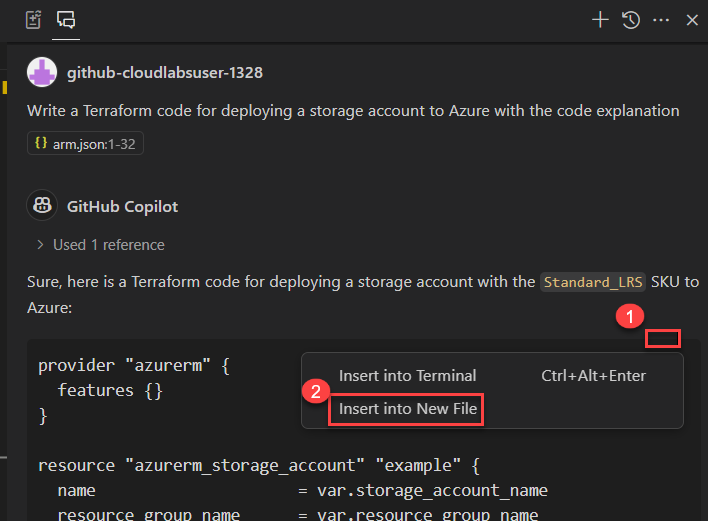 github-cloudlabsuser-1328
Write a Terraform code for deploying a storage account to Azure with the code explanation
{} arm.json:1-32
GitHub Copilot
> Used 1 reference
Sure, here is a Terraform code for deploying a storage account with the Standard_LRS SKU to
Azure:
1
provider "azurerm" {
features {}
}
Insert into Terminal Ctrl+Alt+Enter
2 Insert into New File
resource "azurerm_storage_account" "example" {
name = var.storage_account_name
resource_group_name = var.resource_group_name